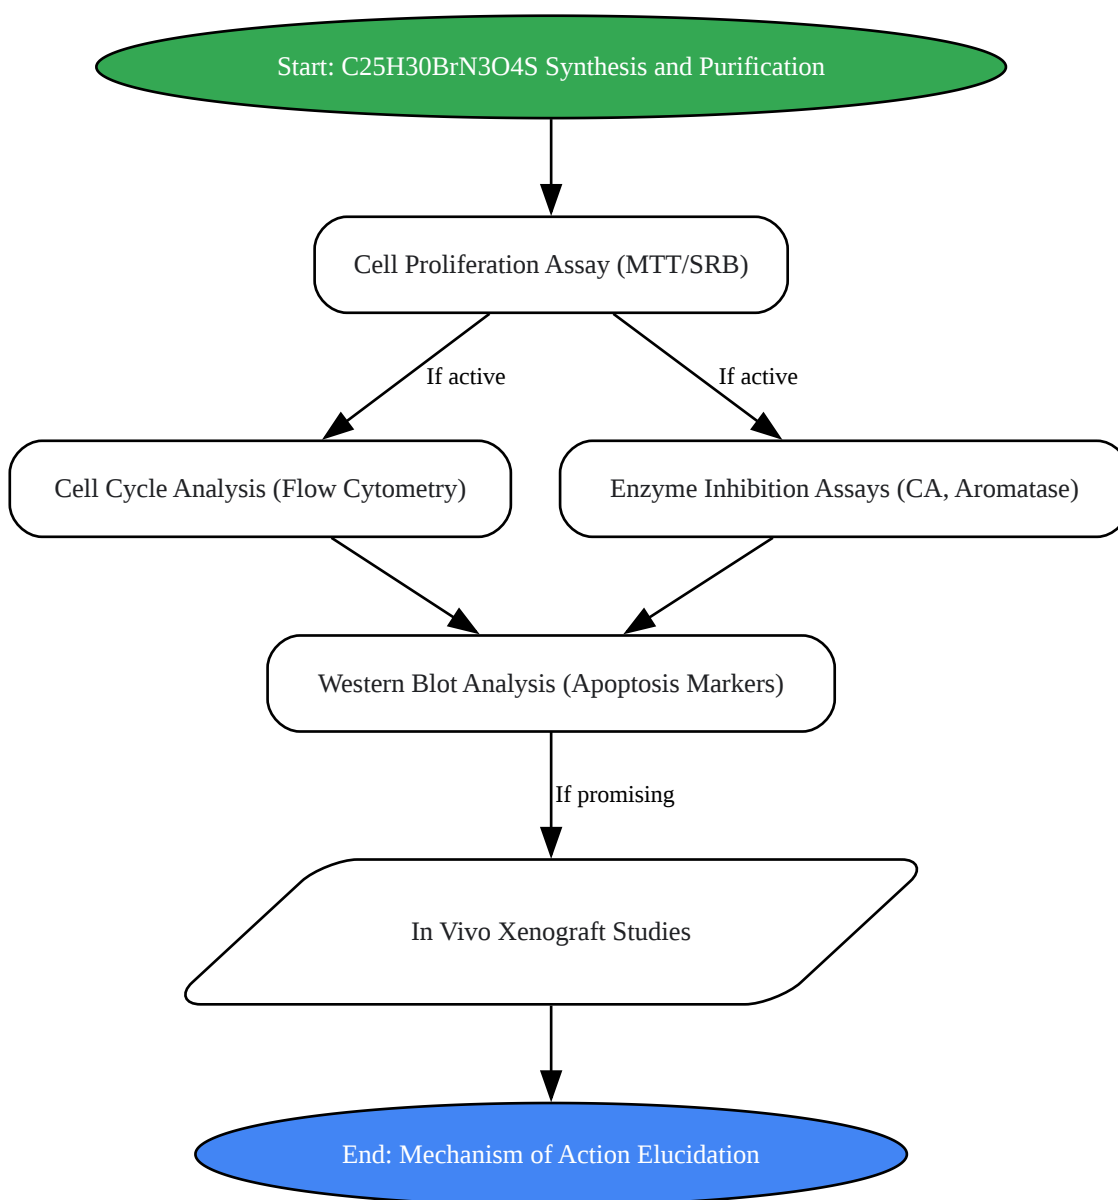 Start: C25H30BrN3O4S Synthesis and Purification
Cell Proliferation Assay (MTT/SRB)
If active
If active
Cell Cycle Analysis (Flow Cytometry)
Enzyme Inhibition Assays (CA, Aromatase)
Western Blot Analysis (Apoptosis Markers)
If promising
In Vivo Xenograft Studies
End: Mechanism of Action Elucidation